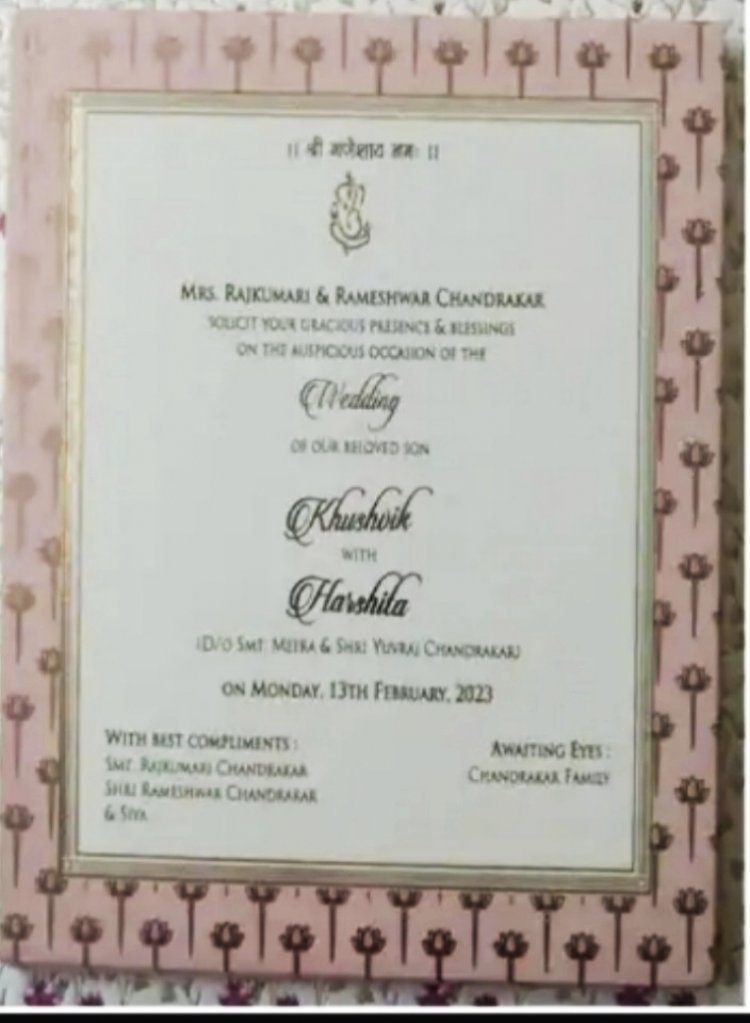 || श्री गणेशाय नमः ||
MRS. RAJKUMARI & RAMESHWAR CHANDRAKAR
SOLICIT YOUR GRACIOUS PRESENCE & BLESSINGS
ON THE AUSPICIOUS OCCASION OF THE
Wedding
OF OUR BELOVED SON
Khushvik
WITH
Harshita
(D/O SMT. MEERA & SHRI YUVRAJ CHANDRAKAR)
ON MONDAY, 13TH FEBRUARY, 2023
WITH BEST COMPLIMENTS :
SMT. RAJKUMARI CHANDRAKAR
SHRI RAMESHWAR CHANDRAKAR
& SIYA
AWAITING EYES :
CHANDRAKAR FAMILY